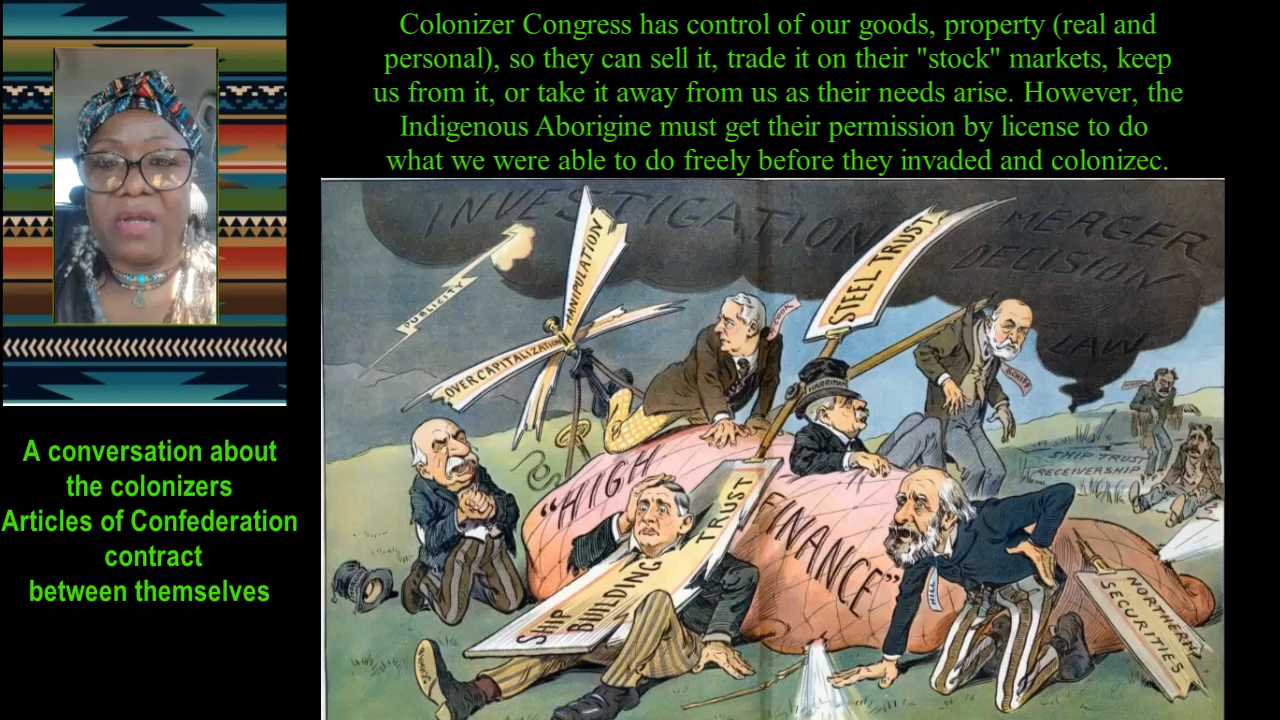 Colonizer Congress has control of our goods, property (real and
personal), so they can sell it, trade it on their "stock" markets, keep
us from it, or take it away from us as their needs arise. However, the
Indigenous Aborigine must get their permission by license to do
what we were able to do freely before they invaded and colonizec.
A conversation about
the colonizers
Articles of Confederation
contract
between themselves
INVESTIGATION
MERGER
DECISION
LAW
PUBLICITY
MANIPULATION
OVERCAPITALIZATION
STEEL TRUST
HARRIMAN
SCHIFF
SHIP TRUST
RECEIVERSHIP
"HIGH
FINANCE"
SHIP
BUILDING
TRUST
HILL
NORTHERN
SECURITIES